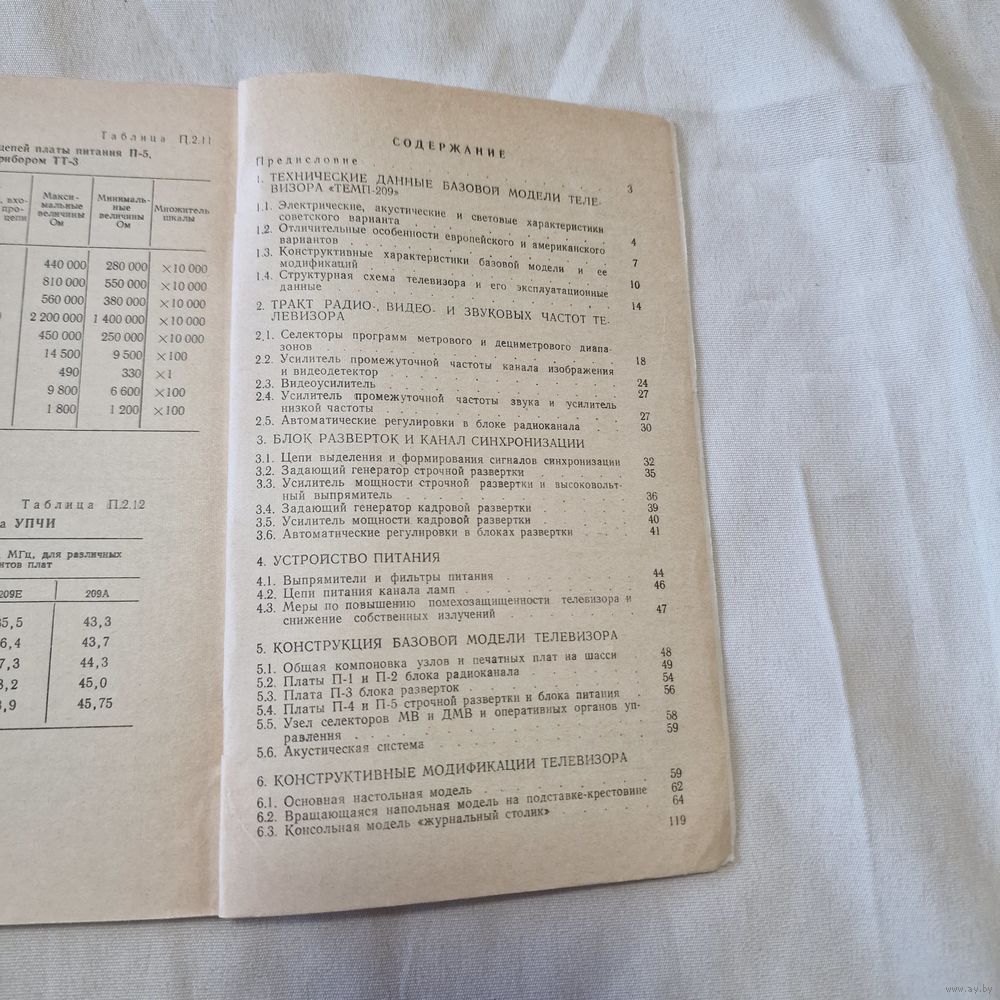 Таблица П.2.11
цепей платы питания П-5,
рибором ТТ-3
Макси-
мальные
величины
Ом
Минималь-
ные
величины
Ом
Множитель
шкалы
440 000 280 000 ×10 000
810 000 550 000 ×10 000
560 000 380 000 ×10 000
2 200 000 1 400 000 ×10 000
450 000 250 000 ×10 000
14 500 9 500 ×100
490 330 ×1
9 800 6 600 ×100
1 800 1 200 ×100
Таблица П.2.12
а УПЧИ
МГц, для различных
нтов плат
209Е 209А
5,5 43,3
6,4 43,7
7,3 44,3
8,2 45,0
8,9 45,75
СОДЕРЖАНИЕ
Предисловие . . . . . . . . 3
1. ТЕХНИЧЕСКИЕ ДАННЫЕ БАЗОВОЙ МОДЕЛИ ТЕЛЕ-
ВИЗОРА «ТЕМП-209»
1.1. Электрические, акустические и световые характеристики
советского варианта . . . . . . . 4
1.2. Отличительные особенности европейского и американского
вариантов . . . . . . . . 7
1.3. Конструктивные характеристики базовой модели и ее
модификаций . . . . . . . . 10
1.4. Структурная схема телевизора и его эксплуатационные
данные . . . . . . . . 14
2. ТРАКТ РАДИО-, ВИДЕО- И ЗВУКОВЫХ ЧАСТОТ ТЕ-
ЛЕВИЗОРА
2.1. Селекторы программ метрового и дециметрового диапа-
зонов . . . . . . . . 18
2.2. Усилитель промежуточной частоты канала изображения
и видеодетектор . . . . . . . 24
2.3. Видеоусилитель . . . . . . . 27
2.4. Усилитель промежуточной частоты звука и усилитель
низкой частоты . . . . . . . 27
2.5. Автоматические регулировки в блоке радиоканала . . 30
3. БЛОК РАЗВЕРТОК И КАНАЛ СИНХРОНИЗАЦИИ
3.1. Цепи выделения и формирования сигналов синхронизации 32
3.2. Задающий генератор строчной развертки . . . . 35
3.3. Усилитель мощности строчной развертки и высоковольт-
ный выпрямитель . . . . . . . 36
3.4. Задающий генератор кадровой развертки . . . . 39
3.5. Усилитель мощности кадровой развертки . . . . 40
3.6. Автоматические регулировки в блоках развертки . . 41
4. УСТРОЙСТВО ПИТАНИЯ
4.1. Выпрямители и фильтры питания . . . . . 44
4.2. Цепи питания канала ламп . . . . . . 46
4.3. Меры по повышению помехозащищенности телевизора и
снижение собственных излучений . . . . . 47
5. КОНСТРУКЦИЯ БАЗОВОЙ МОДЕЛИ ТЕЛЕВИЗОРА
5.1. Общая компоновка узлов и печатных плат на шасси . 48
5.2. Платы П-1 и П-2 блока радиоканала . . . . 49
5.3. Плата П-3 блока разверток . . . . . . 54
5.4. Платы П-4 и П-5 строчной развертки и блока питания . 56
5.5. Узел селекторов МВ и ДМВ и оперативных органов уп-
равления . . . . . . . . 58
5.6. Акустическая система . . . . . . . 59
6. КОНСТРУКТИВНЫЕ МОДИФИКАЦИИ ТЕЛЕВИЗОРА
6.1. Основная настольная модель . . . . . . 59
6.2. Вращающаяся напольная модель на подставке-крестовине 62
6.3. Консольная модель «журнальный столик» . . . . 64
119
www.ay.by